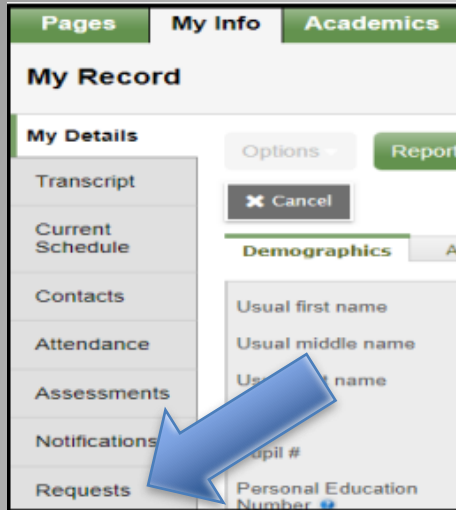 Pages My Info Academics
My Record
My Details
Transcript
Current
Schedule
Contacts
Attendance
Assessments
Notifications
Requests
Options Report
✖ Cancel
Demographics A
Usual first name
Usual middle name
name
#
Personal Education
Number